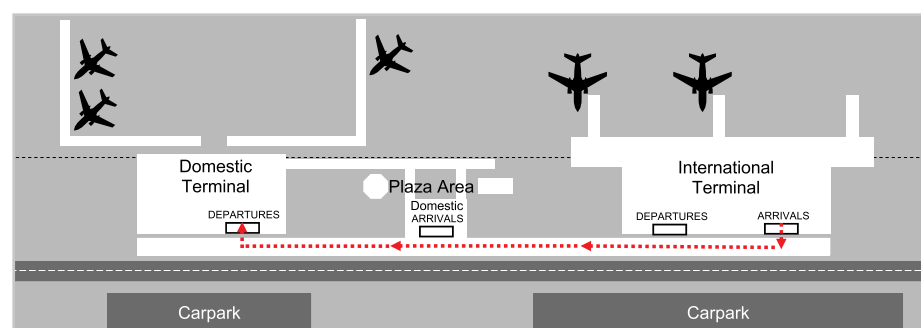 Domestic
Terminal
DEPARTURES
Plaza Area
Domestic
ARRIVALS
International
Terminal
DEPARTURES
ARRIVALS
Carpark
Carpark